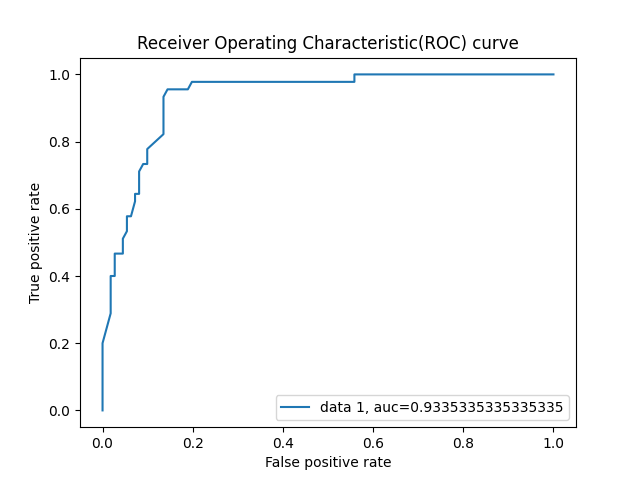 Receiver Operating Characteristic(ROC) curve
1.0
0.8
0.6
0.4
0.2
0.0
True positive rate
data 1, auc=0.9335335335335335
0.0 0.2 0.4 0.6 0.8 1.0
False positive rate